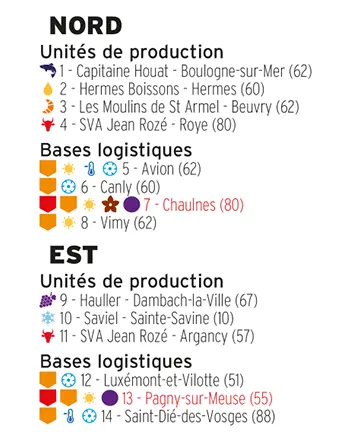 NORD
Unités de production
1 - Capitaine Houat - Boulogne-sur-Mer (62)
2 - Hermes Boissons - Hermes (60)
3 - Les Moulins de St Armel - Beuvry (62)
4 - SVA Jean Rozé - Roye (80)
Bases logistiques
5 - Avion (62)
6 - Canly (60)
7 - Chaulnes (80)
8 - Vimy (62)
EST
Unités de production
9 - Hauller - Dambach-la-Ville (67)
10 - Saviel - Sainte-Savine (10)
11 - SVA Jean Rozé - Argancy (57)
Bases logistiques
12 - Luxémont-et-Vilotte (51)
13 - Pagny-sur-Meuse (55)
14 - Saint-Dié-des-Vosges (88)